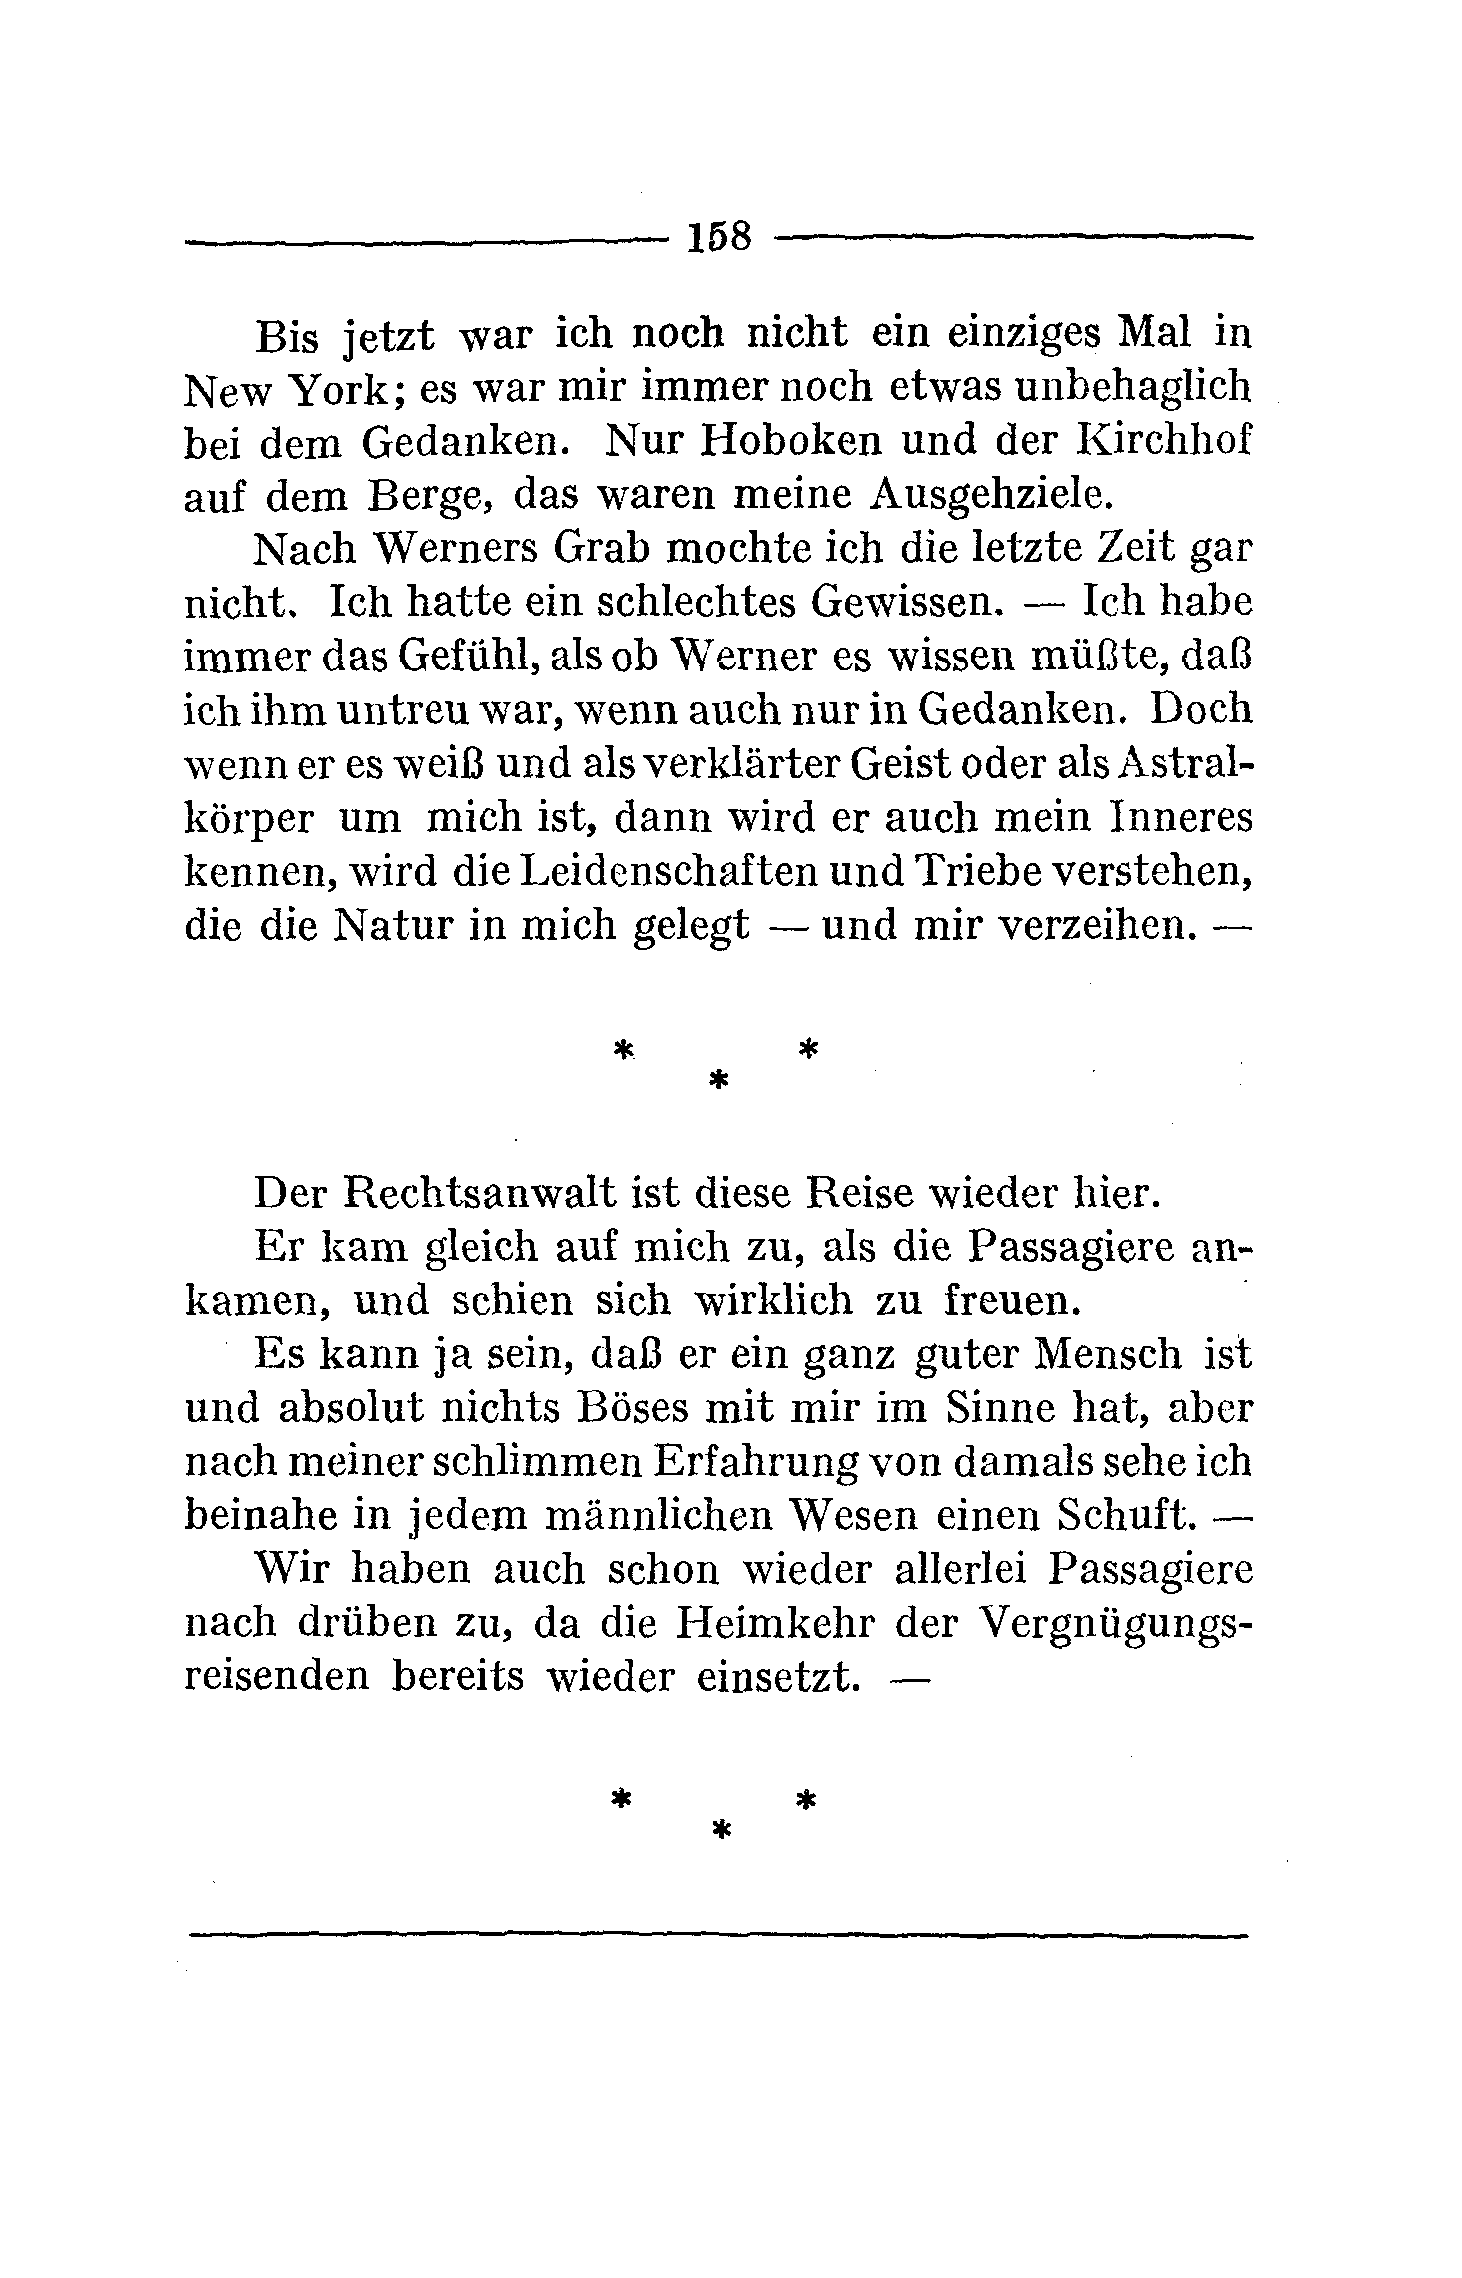 158
Bis jetzt war ich noch nicht ein einziges Mal in
New York; es war mir immer noch etwas unbehaglich
bei dem Gedanken. Nur Hoboken und der Kirchhof
auf dem Berge, das waren meine Ausgehziele.
Nach Werners Grab mochte ich die letzte Zeit gar
nicht. Ich hatte ein schlechtes Gewissen. — Ich habe
immer das Gefühl, als ob Werner es wissen müßte, daß
ich ihm untreu war, wenn auch nur in Gedanken. Doch
wenn er es weiß und als verklärter Geist oder als Astral-
körper um mich ist, dann wird er auch mein Inneres
kennen, wird die Leidenschaften und Triebe verstehen,
die die Natur in mich gelegt — und mir verzeihen. —
* *
*
Der Rechtsanwalt ist diese Reise wieder hier.
Er kam gleich auf mich zu, als die Passagiere an-
kamen, und schien sich wirklich zu freuen.
Es kann ja sein, daß er ein ganz guter Mensch ist
und absolut nichts Böses mit mir im Sinne hat, aber
nach meiner schlimmen Erfahrung von damals sehe ich
beinahe in jedem männlichen Wesen einen Schuft. —
Wir haben auch schon wieder allerlei Passagiere
nach drüben zu, da die Heimkehr der Vergnügungs-
reisenden bereits wieder einsetzt. —
* *
*